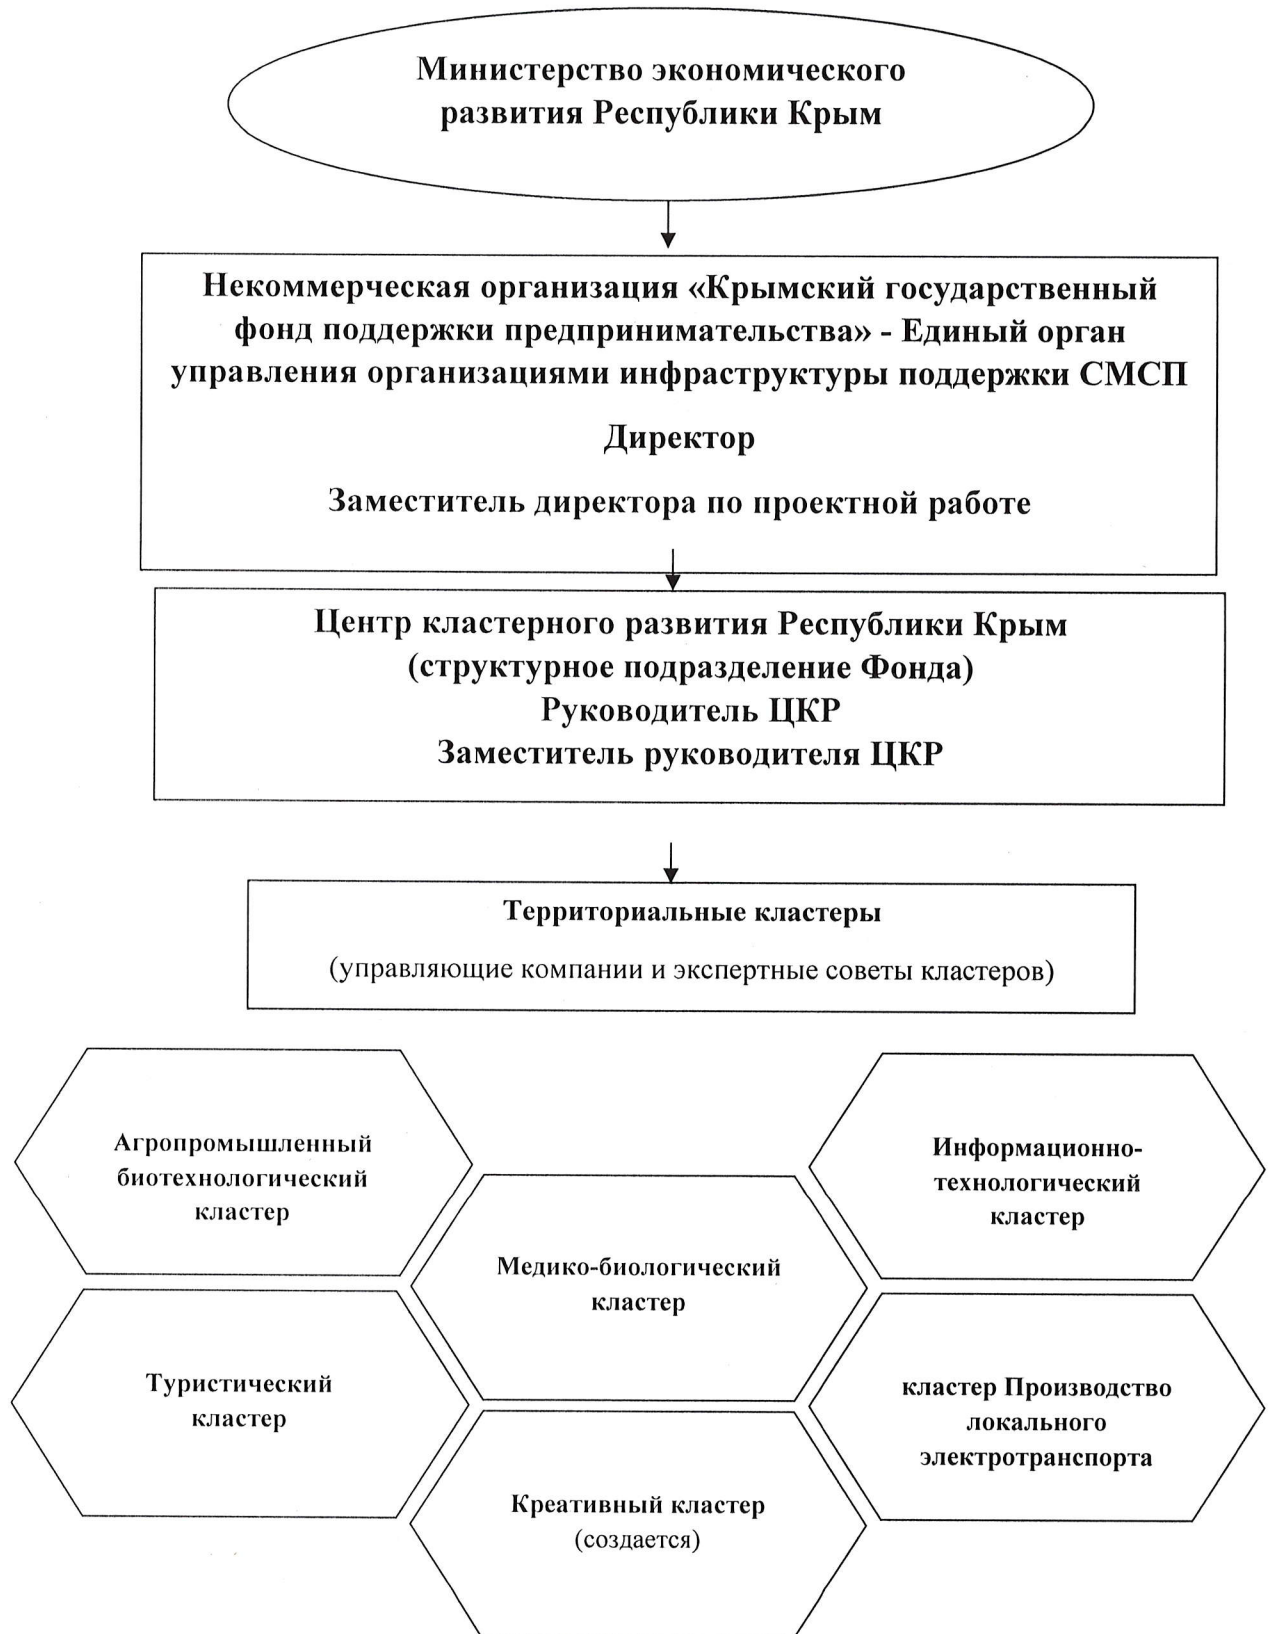 Министерство экономического
развития Республики Крым
Некоммерческая организация «Крымский государственный
фонд поддержки предпринимательства» - Единый орган
управления организациями инфраструктуры поддержки СМСП
Директор
Заместитель директора по проектной работе
Центр кластерного развития Республики Крым
(структурное подразделение Фонда)
Руководитель ЦКР
Заместитель руководителя ЦКР
Территориальные кластеры
(управляющие компании и экспертные советы кластеров)
Агропромышленный
биотехнологический
кластер
Информационно-
технологический
кластер
Медико-биологический
кластер
Туристический
кластер
кластер Производство
локального
электротранспорта
Креативный кластер
(создается)